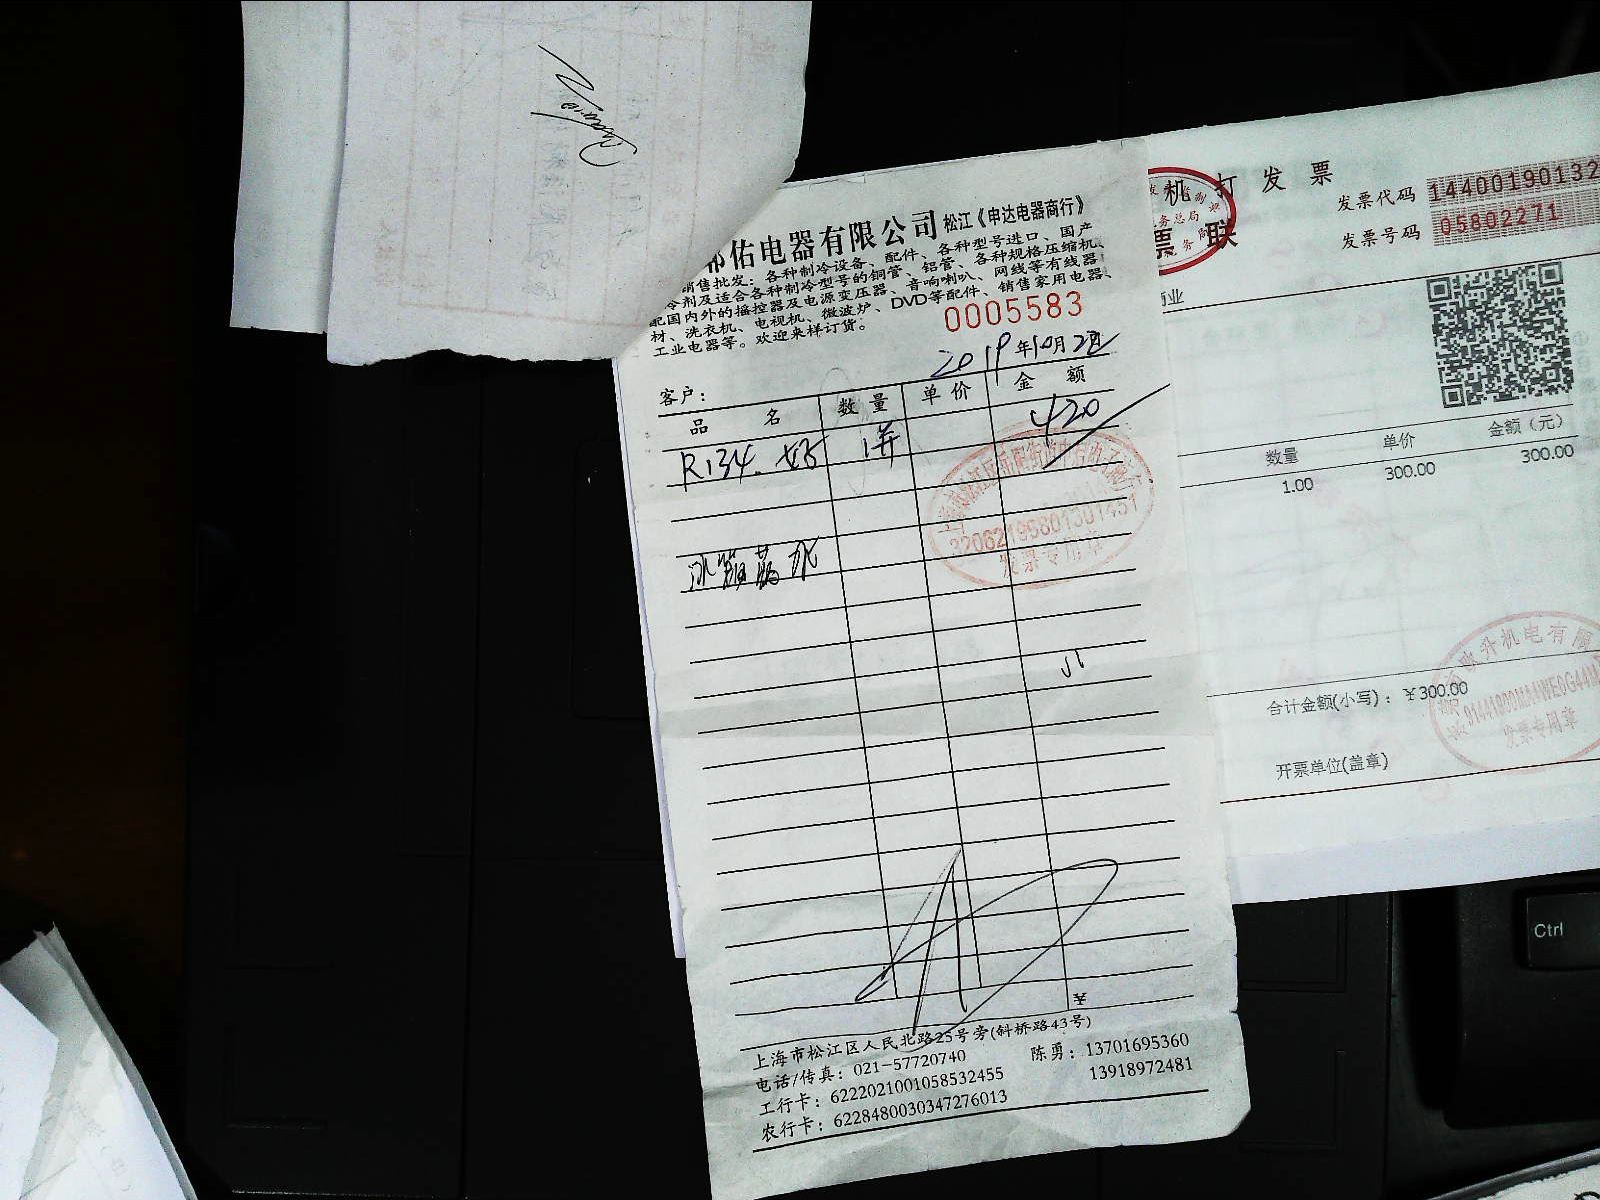 佑电器有限公司 松江《申达电器商行》
销售批发：各种制冷设备、配件、各种型号进口、国产
冷剂及适合各种制冷型号的铜管、铝管、各种规格压缩机、
配国内外的摇控器及电源变压器、音响喇叭、网线等有线器
材、洗衣机、电视机、微波炉、DVD等配件、销售家用电器、
工业电器等。欢迎来样订货。
0005583
2019年10月2日
客户：
品 名 数量 单价 金 额
R134. 1 420
320621968801301451
发票专用章
冰箱
¥
上海市松江区人民北路25号旁(斜桥路43号)
电话/传真：021-57720740 陈勇：13701695360
工行卡：6222021001058532455 13918972481
农行卡：6228480030347276013
机打发票
票联
发票代码 14400190132
发票号码 05802271
数量 单价 金额（元）
1.00 300.00 300.00
合计金额(小写)：¥300.00
升机电有限
发票专用章
开票单位(盖章)
Ctrl